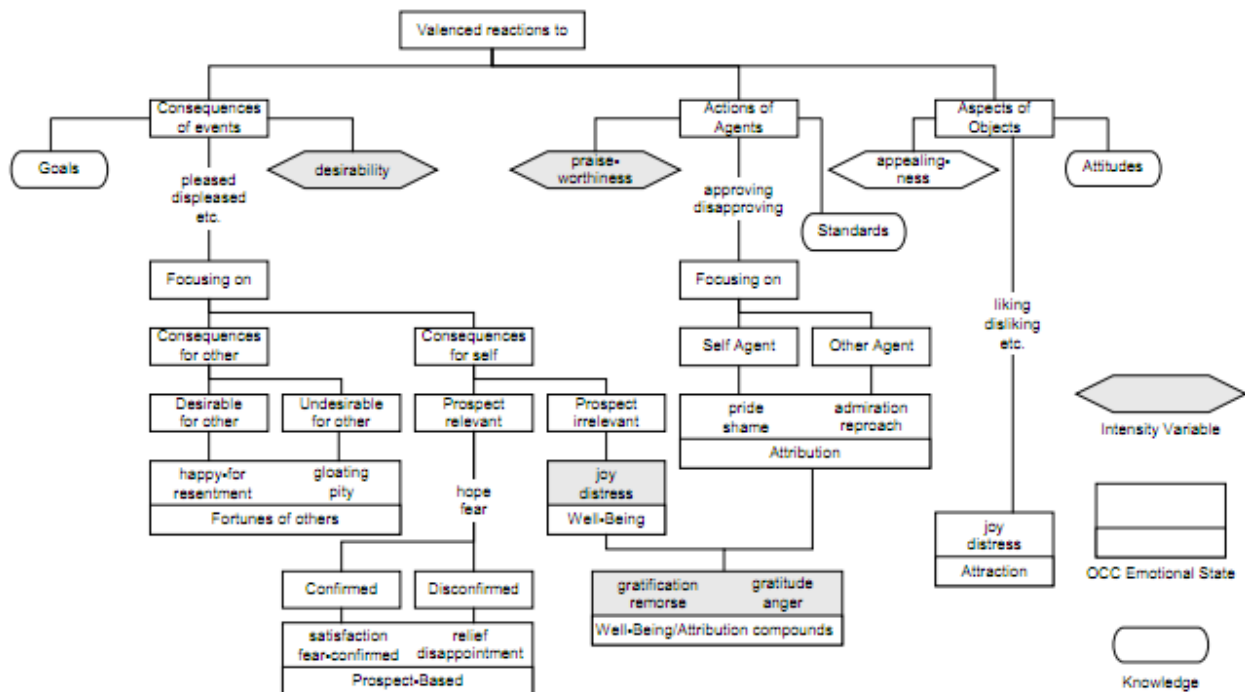 Valenced reactions to
Consequences
of events
Actions of
Agents
Aspects of
Objects
Goals
desirability
praise-
worthiness
appealing-
ness
Attitudes
pleased
displeased
etc.
approving
disapproving
Standards
Focusing on
Focusing on
liking
disliking
etc.
Consequences
for other
Consequences
for self
Self Agent
Other Agent
Desirable
for other
Undesirable
for other
Prospect
relevant
Prospect
irrelevant
pride
shame
admiration
reproach
Attribution
Intensity Variable
happy-for
resentment
gloating
pity
Fortunes of others
hope
fear
joy
distress
Well-Being
joy
distress
Attraction
OCC Emotional State
Confirmed
Disconfirmed
gratification
remorse
gratitude
anger
Well-Being/Attribution compounds
satisfaction
fear-confirmed
relief
disappointment
Prospect-Based
Knowledge